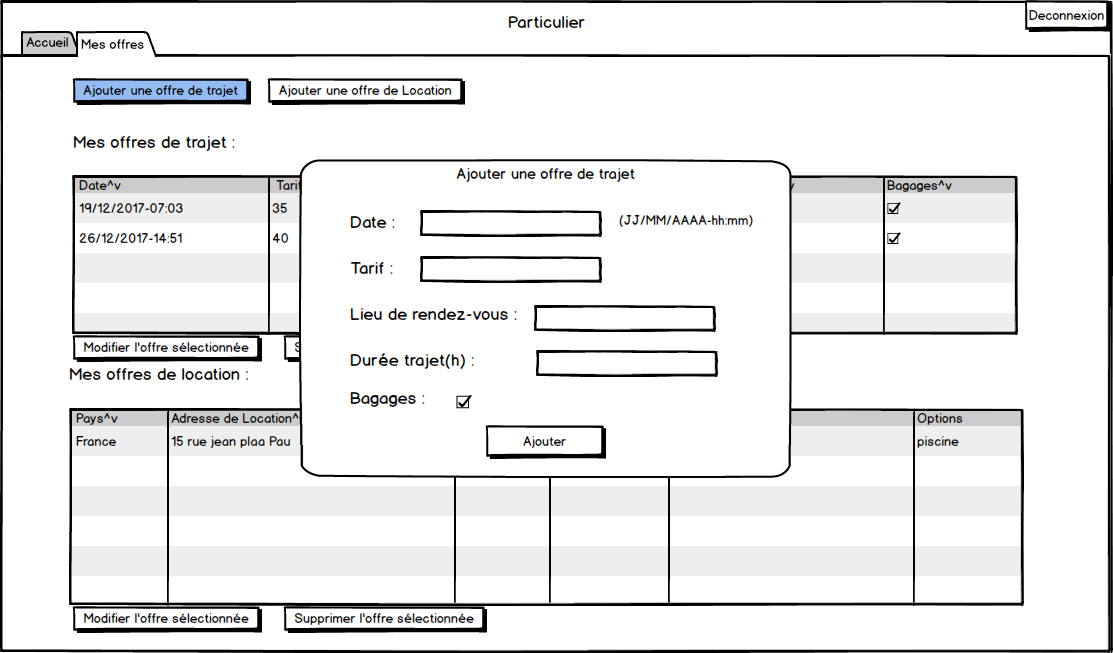 Particulier
Deconnexion
Accueil
Mes offres
Ajouter une offre de trajet
Ajouter une offre de Location
Mes offres de trajet :
Date^v Tarif Bagages^v
19/12/2017-07:03 35
26/12/2017-14:51 40
Ajouter une offre de trajet
Date : (JJ/MM/AAAA-hh:mm)
Tarif :
Lieu de rendez-vous :
Durée trajet(h) :
Bagages :
Ajouter
Modifier l'offre sélectionnée
Mes offres de location :
Pays^v Adresse de Location^ Options
France 15 rue jean plaa Pau piscine
Modifier l'offre sélectionnée
Supprimer l'offre sélectionnée